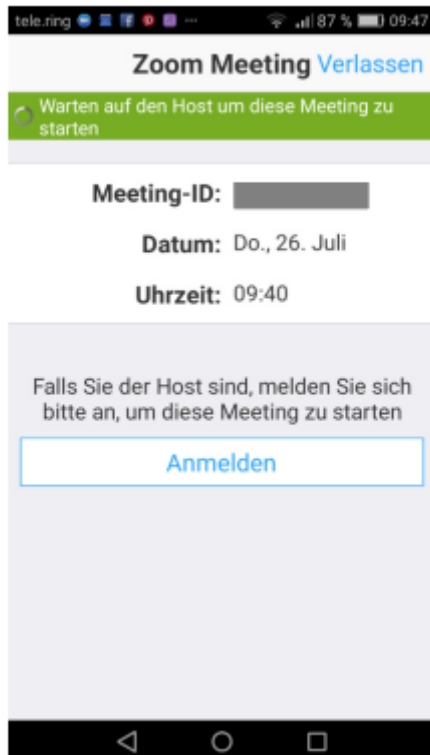 tele.ring ... 87 % 09:47
Zoom Meeting Verlassen
Warten auf den Host um diese Meeting zu
starten
Meeting-ID:
Datum: Do., 26. Juli
Uhrzeit: 09:40
Falls Sie der Host sind, melden Sie sich
bitte an, um diese Meeting zu starten
Anmelden